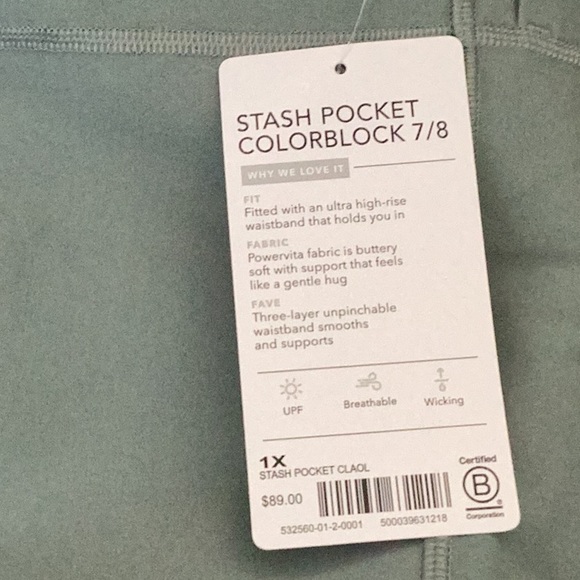 STASH POCKET
COLORBLOCK 7/8
WHY WE LOVE IT
FIT
Fitted with an ultra high-rise
waistband that holds you in
FABRIC
Powervita fabric is buttery
soft with support that feels
like a gentle hug
FAVE
Three-layer unpinchable
waistband smooths
and supports
UPF
Breathable
Wicking
1X
STASH POCKET CLAOL
$89.00
532560-01-2-0001
500039631218
Certified
B
®
Corporation